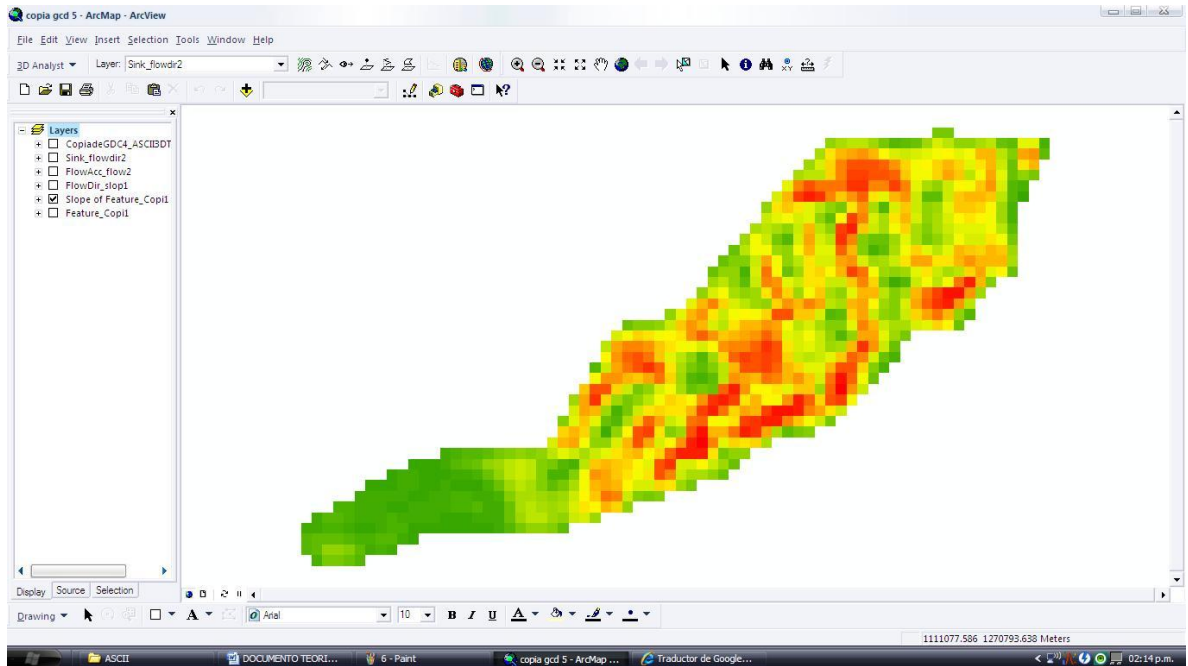 copia gcd 5 - ArcMap - ArcView
File Edit View Insert Selection Tools Window Help
3D Analyst Layer: Sink_flowdir2
Layers
CopiadeGDC4_ASCII3DT
Sink_flowdir2
FlowAcc_flow2
FlowDir_slop1
Slope of Feature_Copi1
Feature_Copi1
Display Source Selection
Drawing A Arial 10 B I U A
1111077.586 1270793.638 Meters
ASCII DOCUMENTO TEORI... 6 - Paint copia gcd 5 - ArcMap ... Traductor de Google... 02:14 p.m.